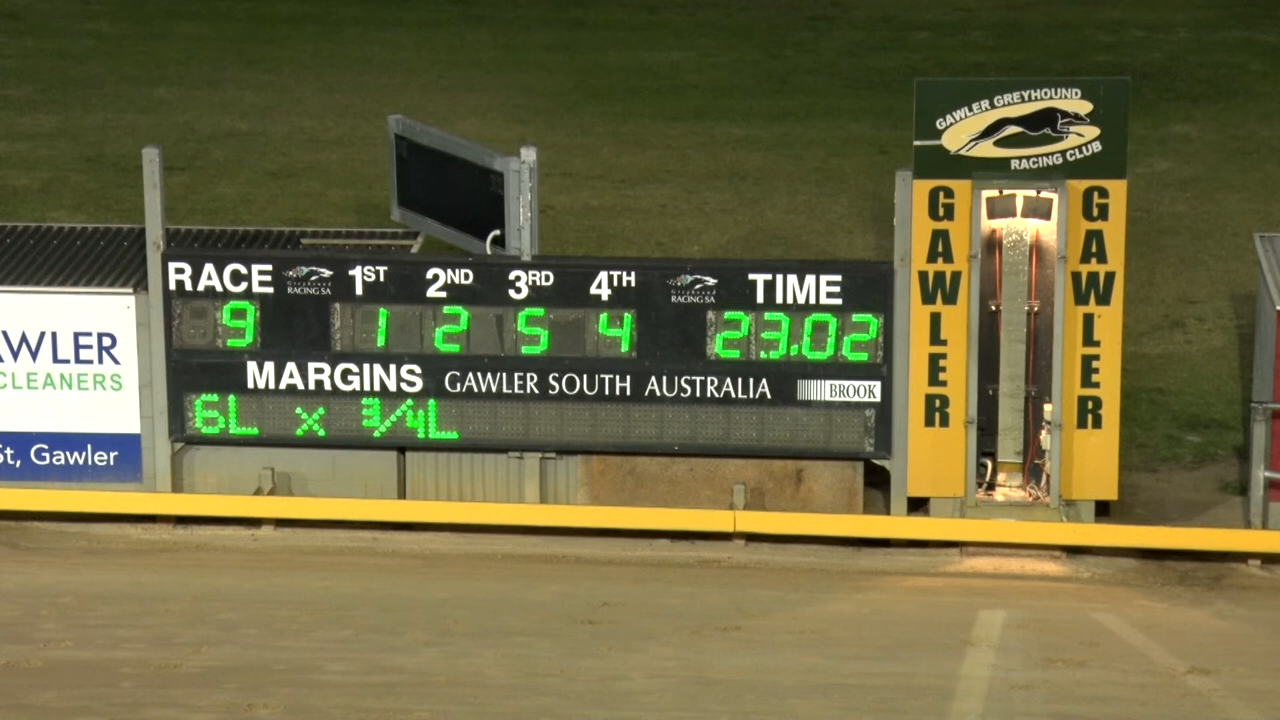 GAWLER GREYHOUND
RACING CLUB
GAWLER
GAWLER
RACE
Greyhound
RACING SA
1ST 2ND 3RD 4TH
Greyhound
RACING SA
TIME
9 1 2 5 4 23.02
MARGINS GAWLER SOUTH AUSTRALIA BROOK
6L x 3/4L
AWLER
CLEANERS
St, Gawler